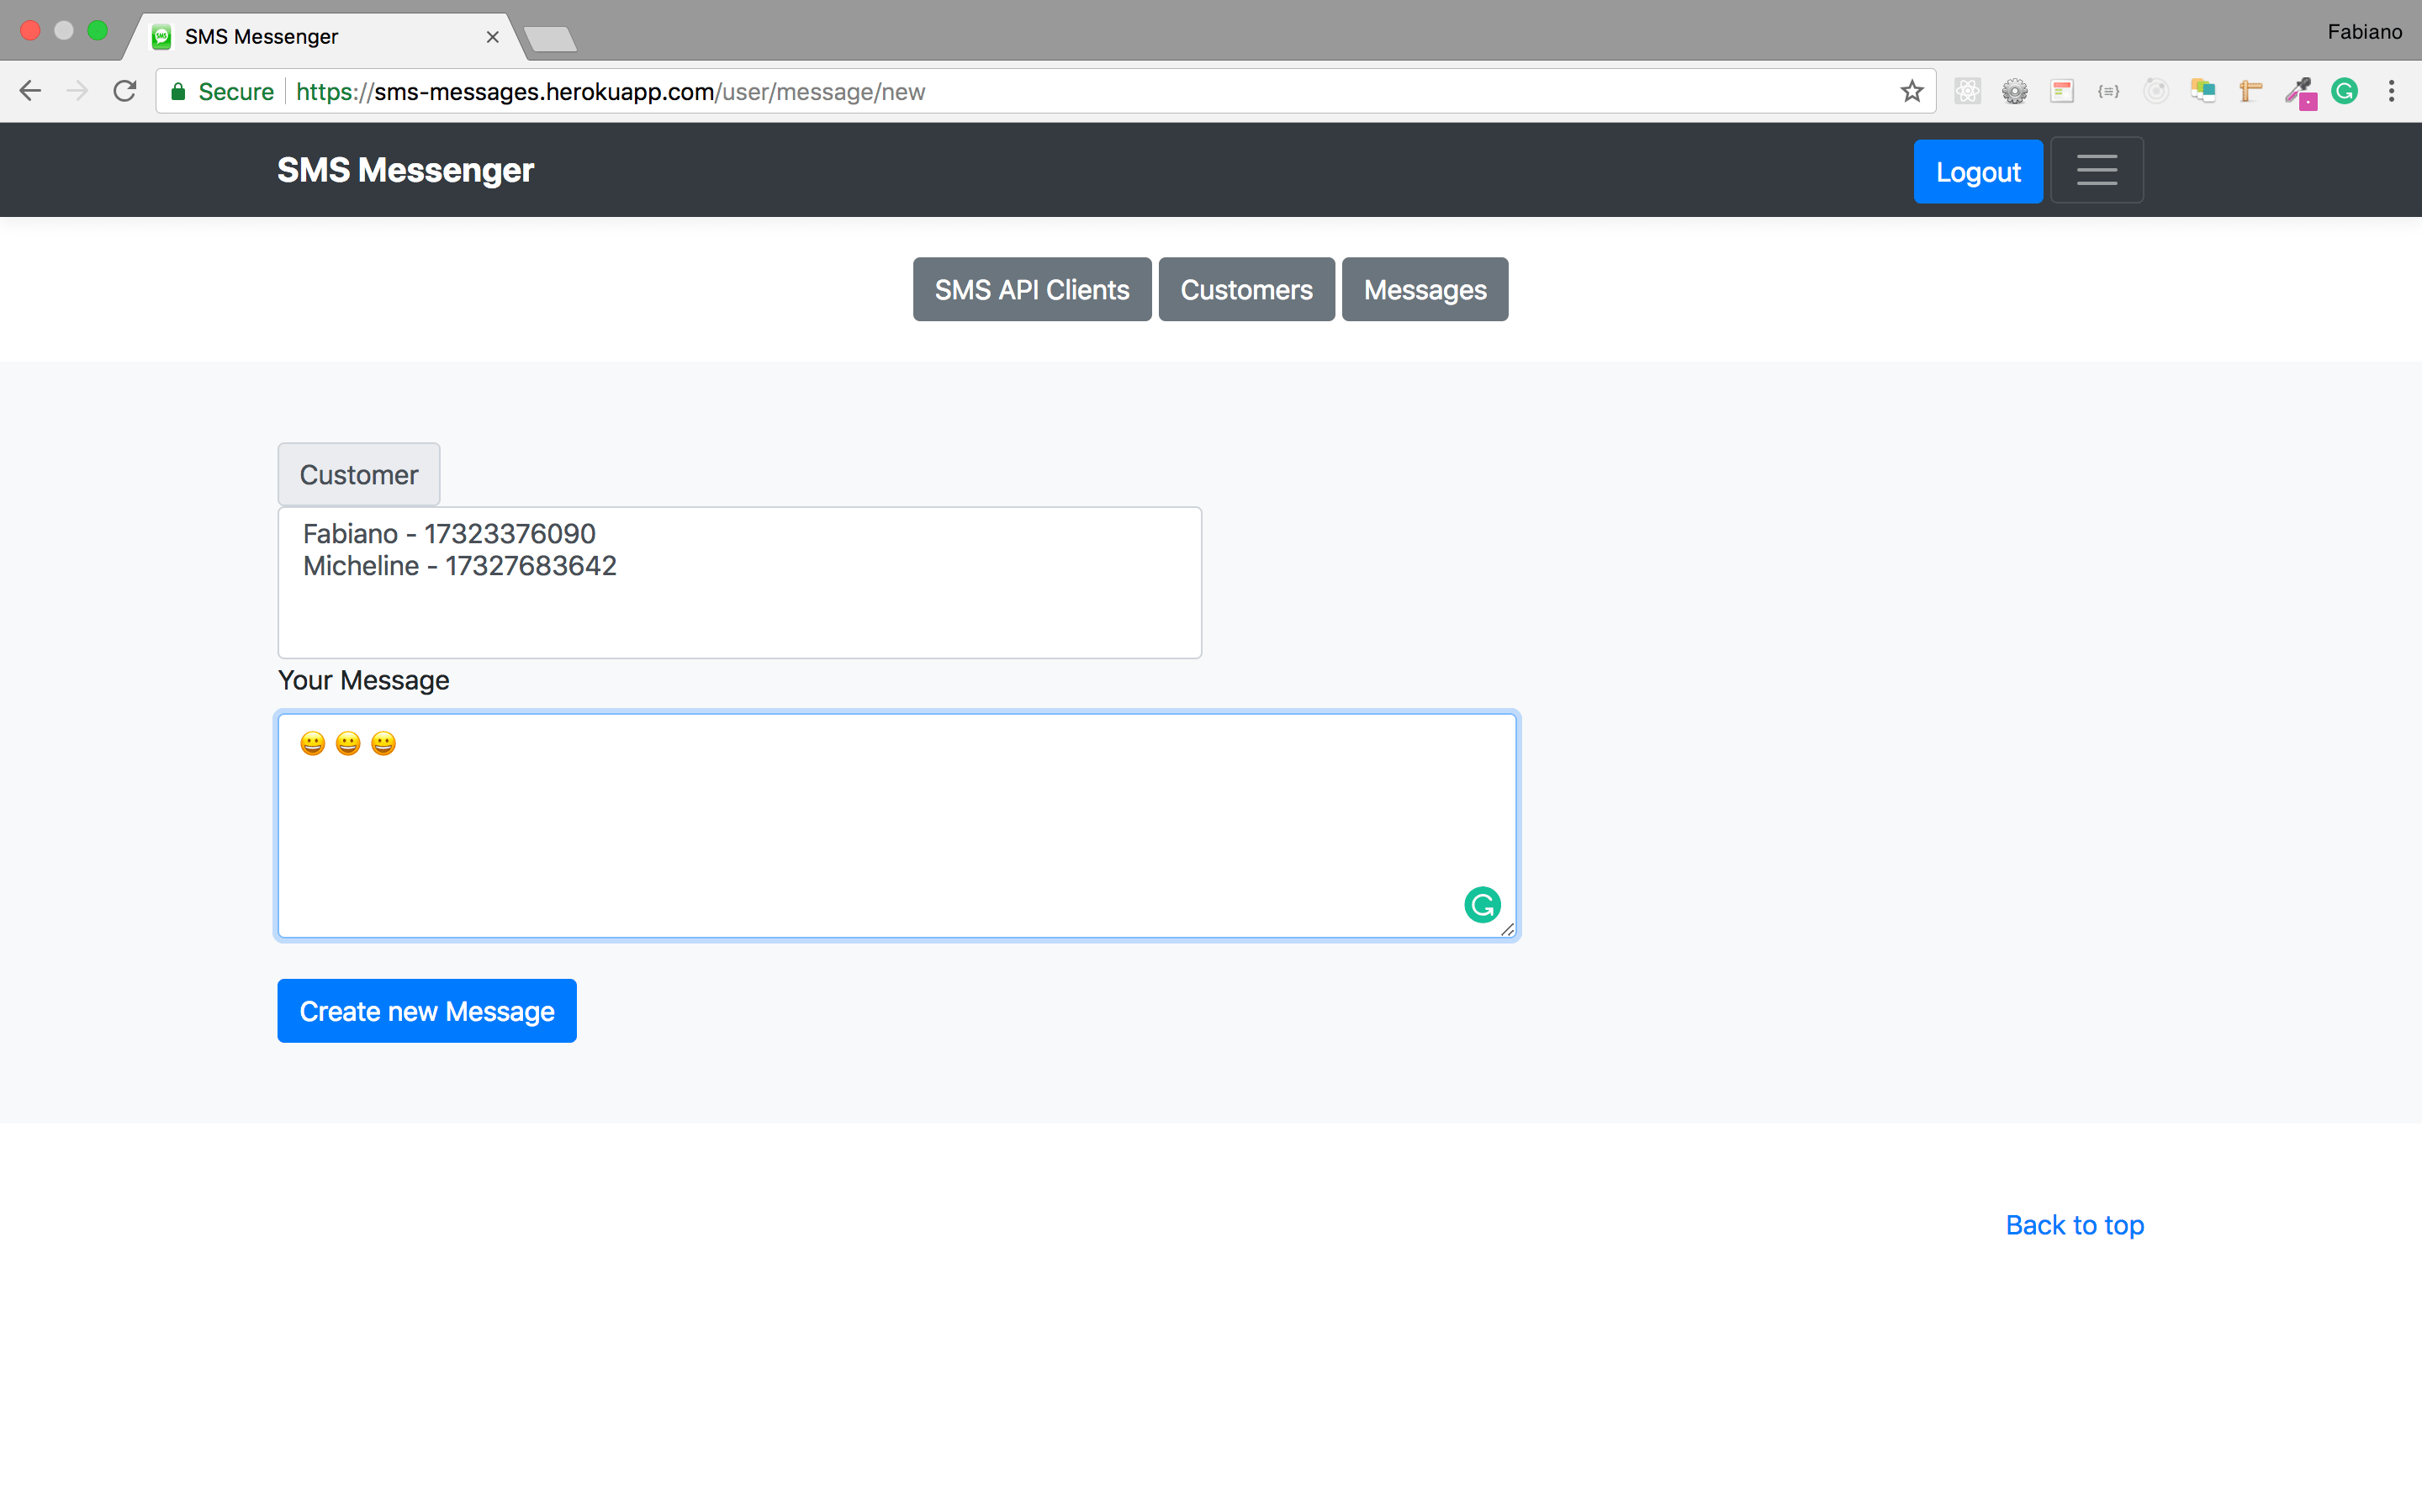 SMS Messenger
Fabiano
Secure https://sms-messages.herokuapp.com/user/message/new
SMS Messenger
Logout
SMS API Clients
Customers
Messages
Customer
Fabiano - 17323376090
Micheline - 17327683642
Your Message
😀 😀 😀
Create new Message
Back to top